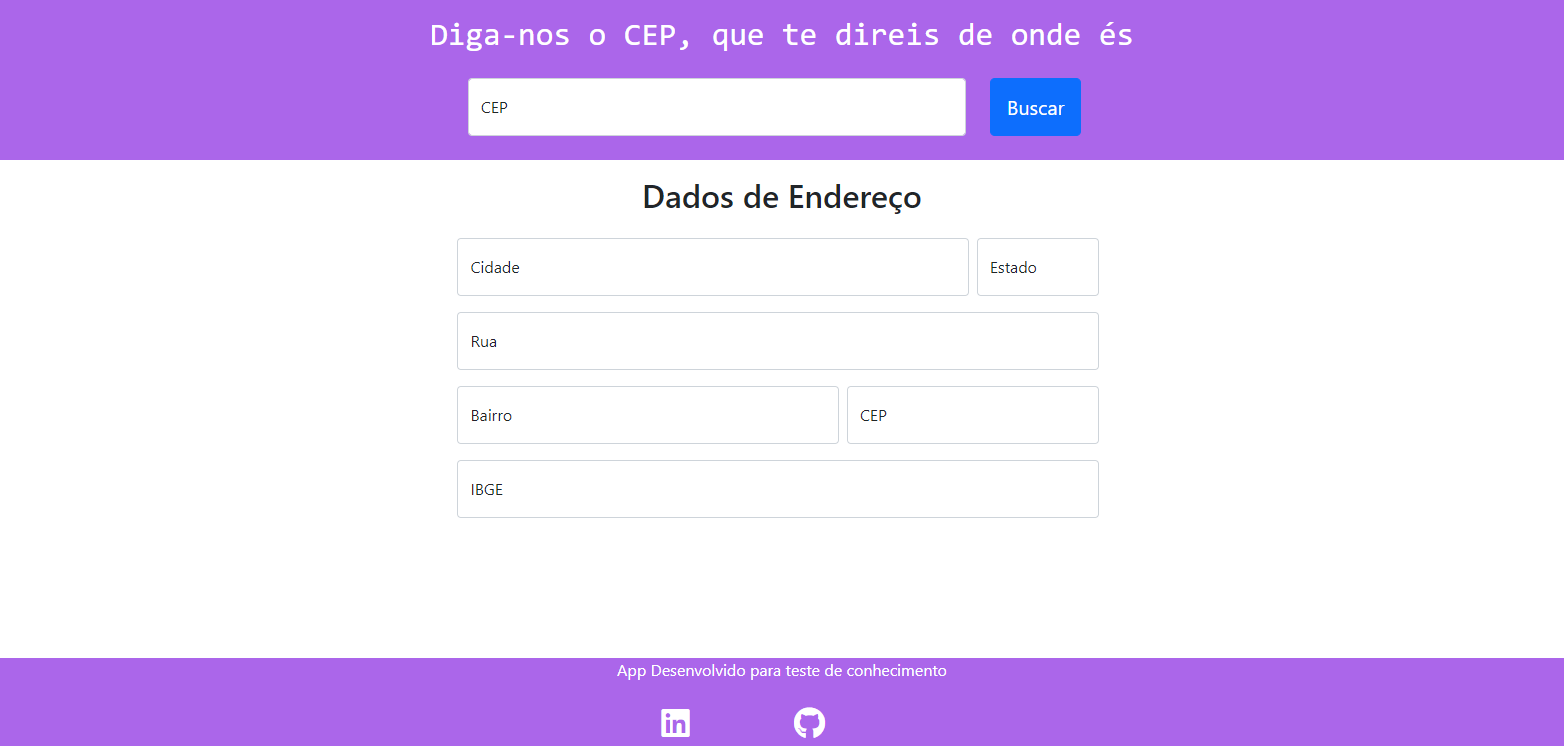 Diga-nos o CEP, que te direis de onde és
CEP
Buscar
Dados de Endereço
Cidade
Estado
Rua
Bairro
CEP
IBGE
App Desenvolvido para teste de conhecimento
in